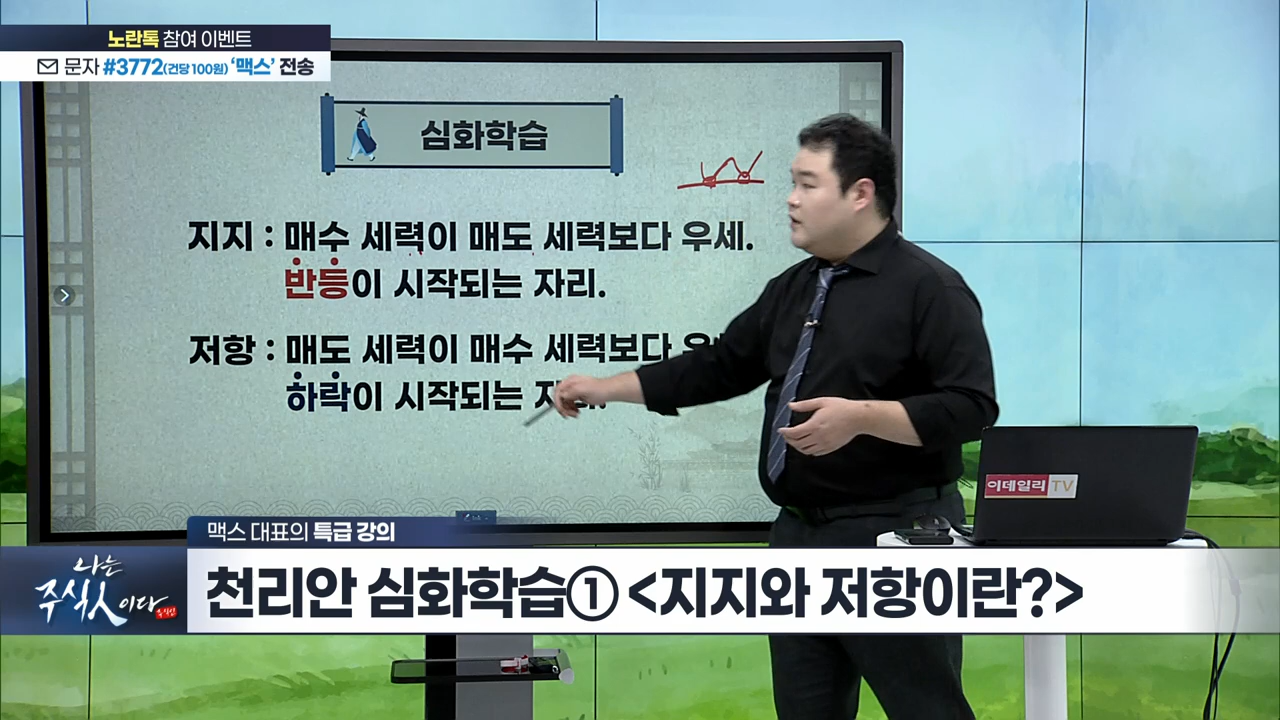 노란톡 참여 이벤트
문자 #3772(건당 100원) ‘맥스’ 전송
심화학습
지지 : 매수 세력이 매도 세력보다 우세.
반등이 시작되는 자리.
저항 : 매도 세력이 매수 세력보다
하락이 시작되는
이데일리 TV
맥스 대표의 특급 강의
나는
주식人이다
천리안 심화학습① <지지와 저항이란?>